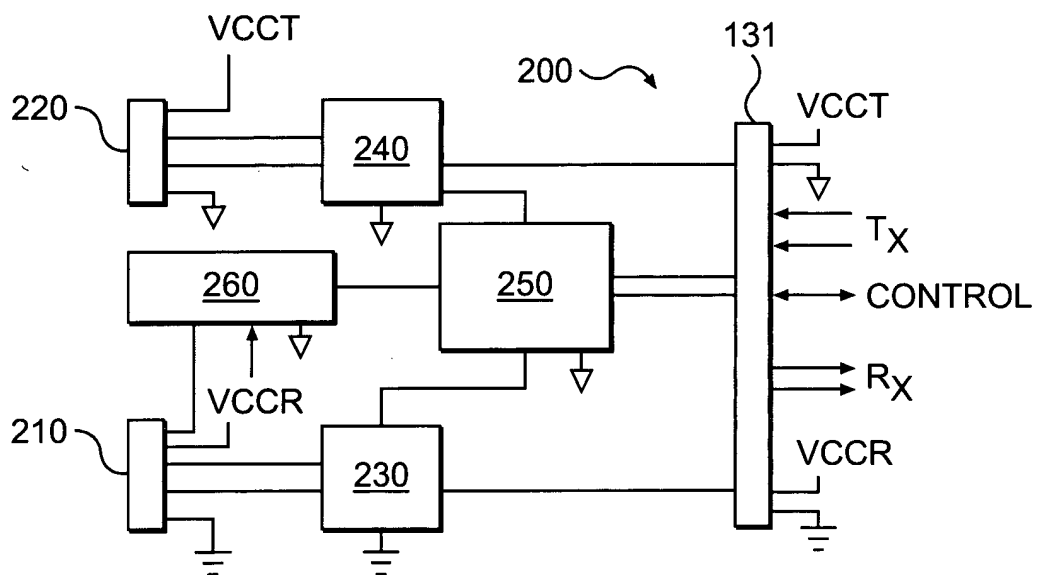 VCCT
131
200
VCCT
220
240
TX
260
250
CONTROL
VCCR
RX
210
230
VCCR